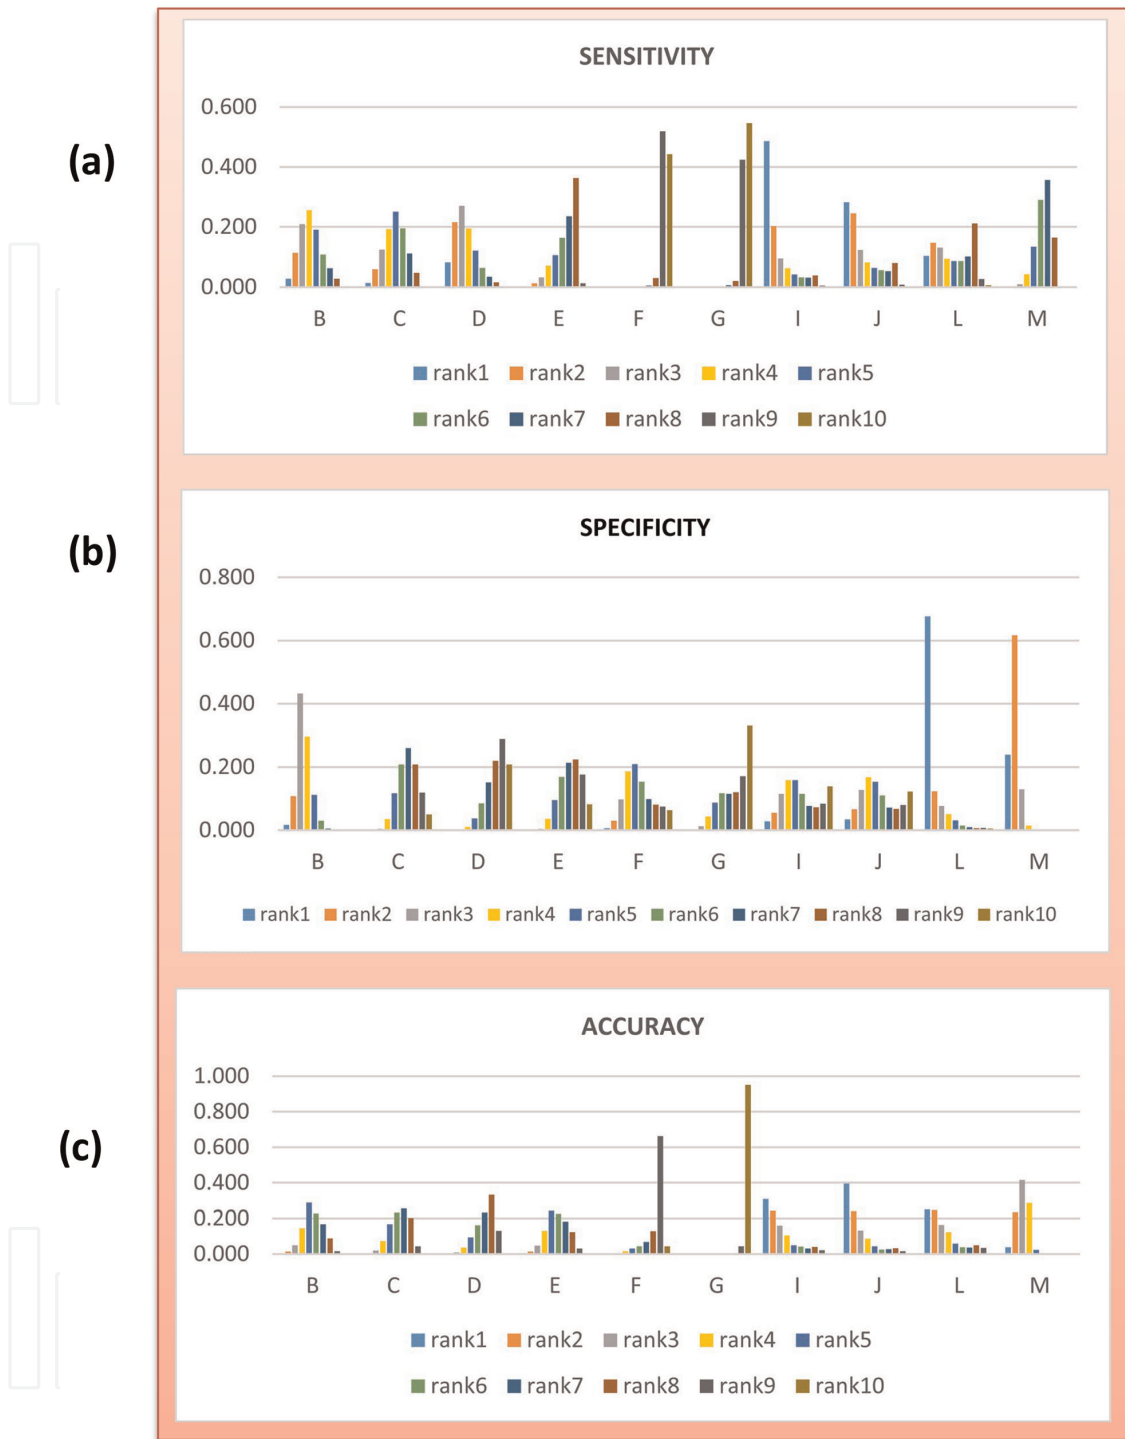 (a)
SENSITIVITY
0.600
0.400
0.200
0.000
B C D E F G I J L M
rank1 rank2 rank3 rank4 rank5
rank6 rank7 rank8 rank9 rank10
(b)
SPECIFICITY
0.800
0.600
0.400
0.200
0.000
B C D E F G I J L M
rank1 rank2 rank3 rank4 rank5 rank6 rank7 rank8 rank9 rank10
(c)
ACCURACY
1.000
0.800
0.600
0.400
0.200
0.000
B C D E F G I J L M
rank1 rank2 rank3 rank4 rank5
rank6 rank7 rank8 rank9 rank10